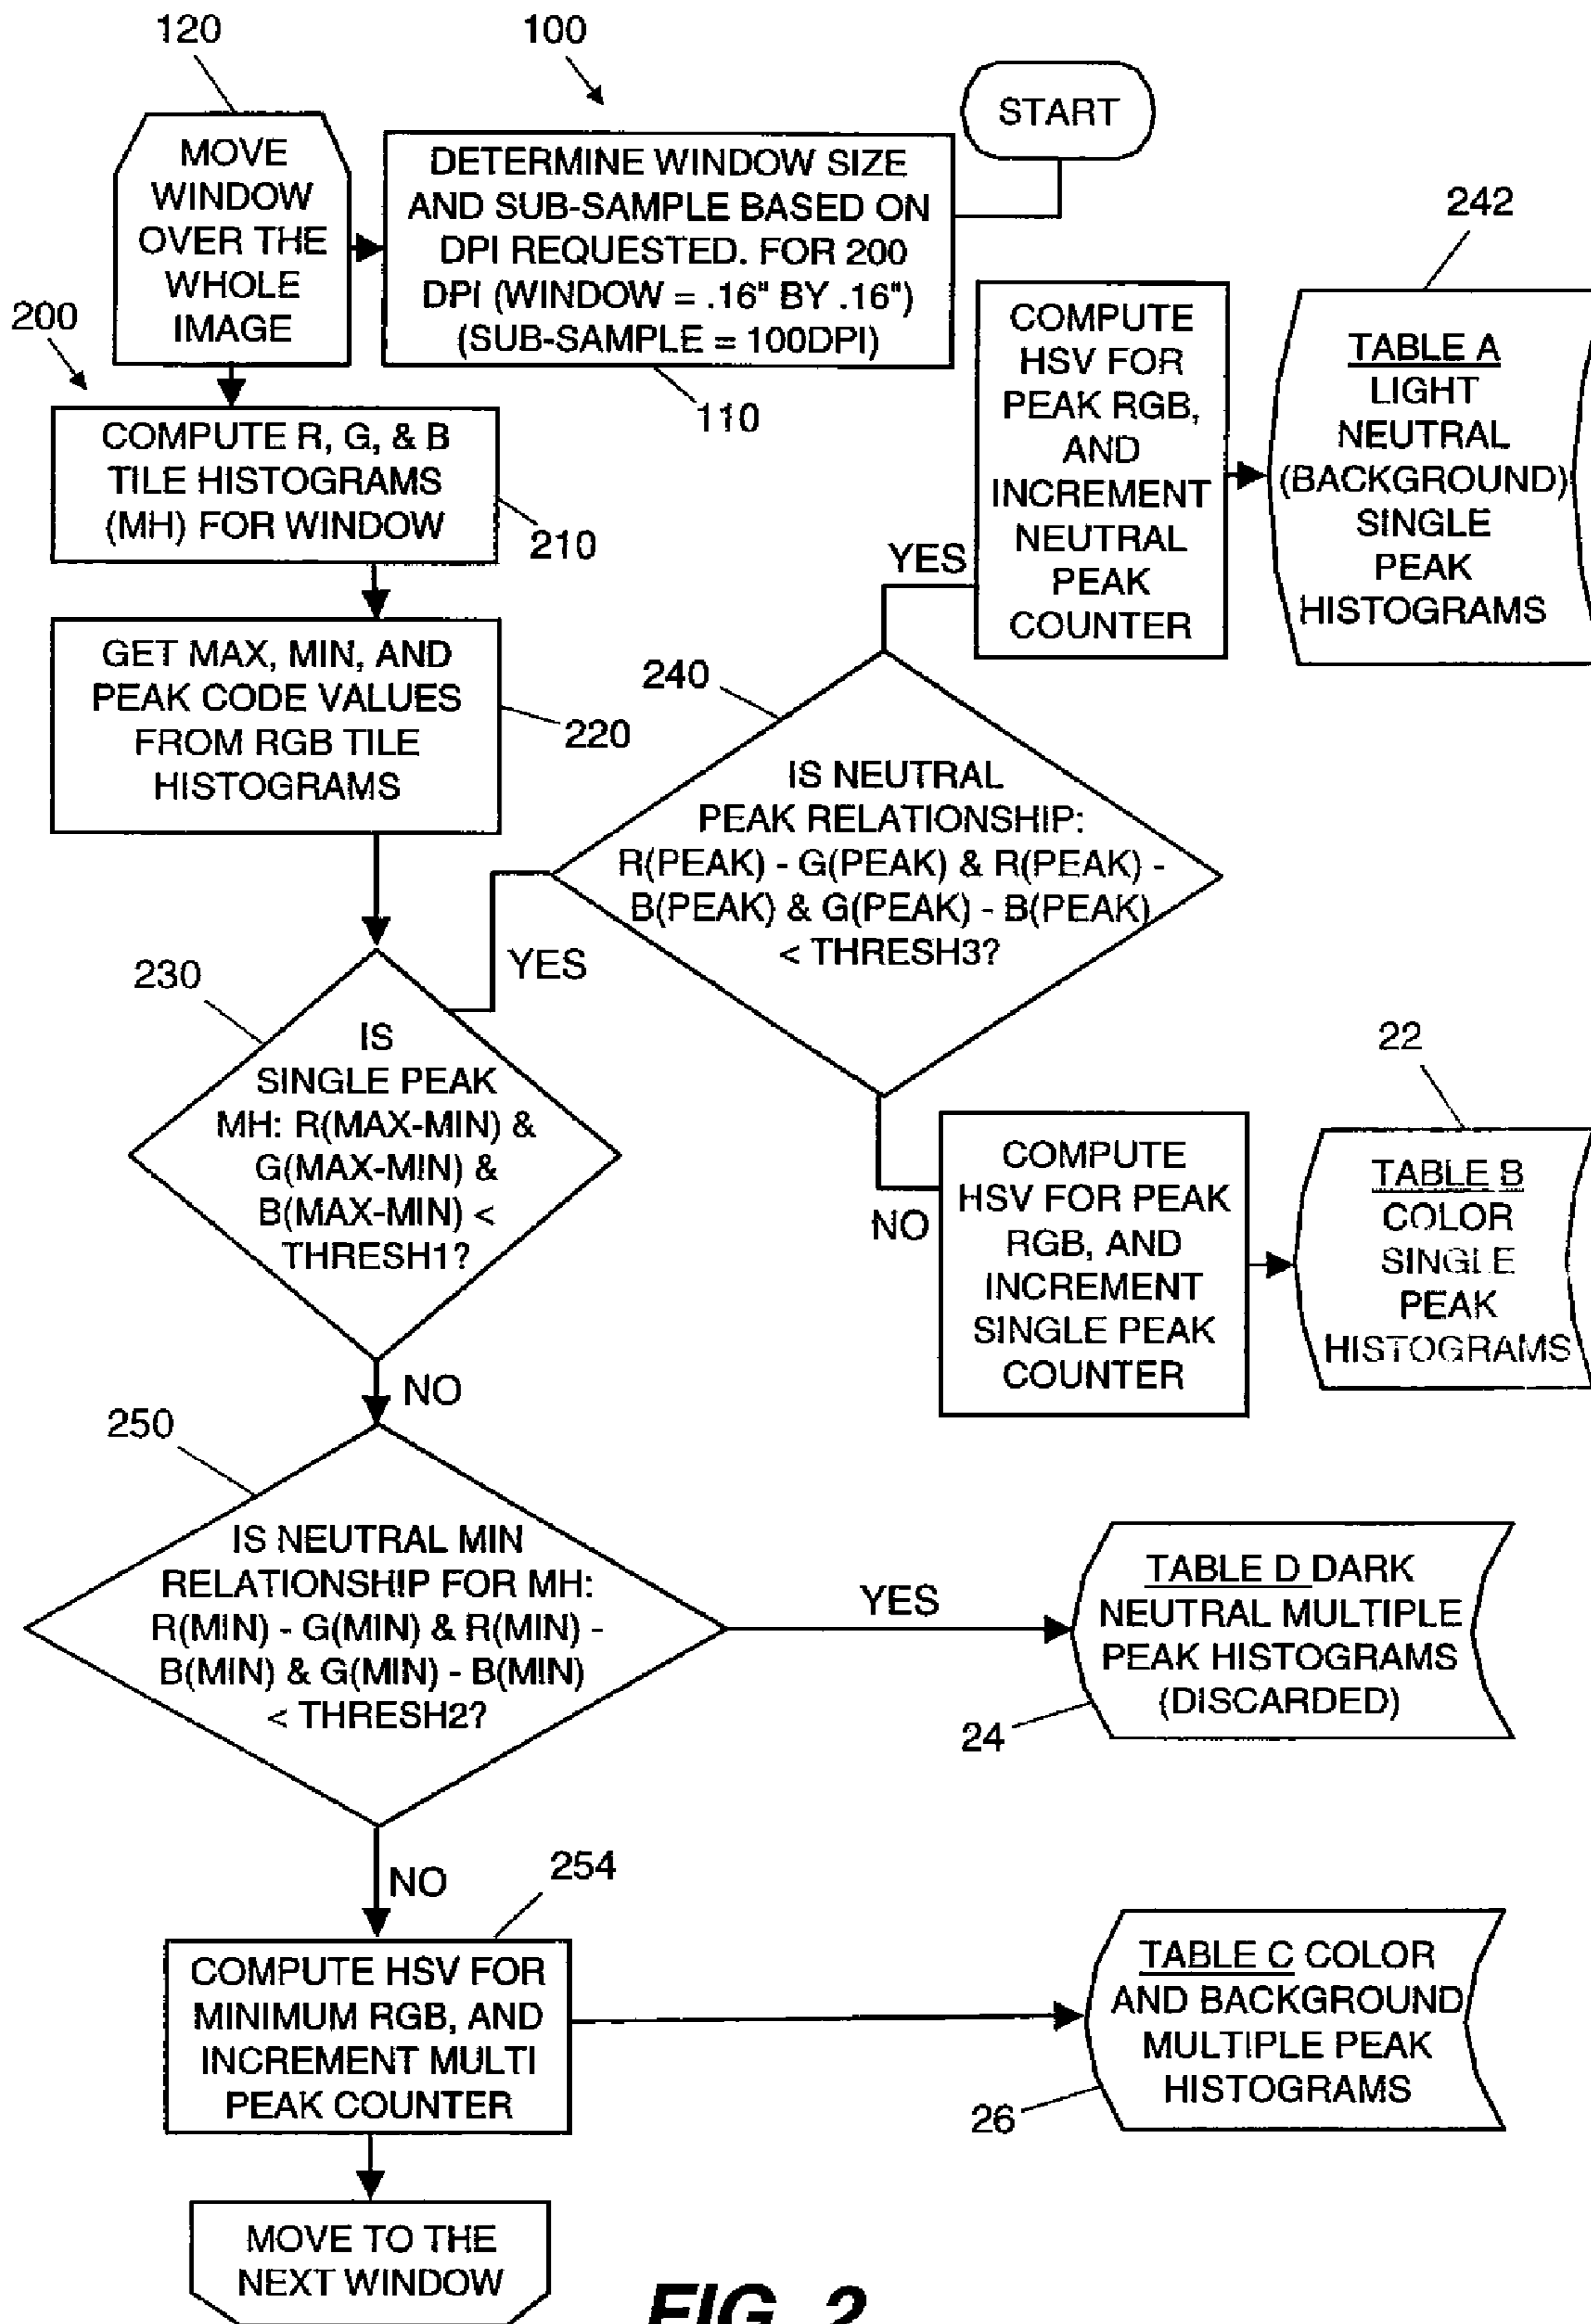 120
100
START
MOVE
WINDOW
OVER THE
WHOLE
IMAGE
DETERMINE WINDOW SIZE
AND SUB-SAMPLE BASED ON
DPI REQUESTED. FOR 200
DPI (WINDOW = .16" BY .16")
(SUB-SAMPLE = 100DPI)
110
200
COMPUTE R, G, & B
TILE HISTOGRAMS
(MH) FOR WINDOW
210
GET MAX, MIN, AND
PEAK CODE VALUES
FROM RGB TILE
HISTOGRAMS
220
COMPUTE
HSV FOR
PEAK RGB,
AND
INCREMENT
NEUTRAL
PEAK
COUNTER
242
TABLE A
LIGHT
NEUTRAL
(BACKGROUND)
SINGLE
PEAK
HISTOGRAMS
YES
240
IS NEUTRAL
PEAK RELATIONSHIP:
R(PEAK) - G(PEAK) & R(PEAK) -
B(PEAK) & G(PEAK) - B(PEAK)
< THRESH3?
YES
230
IS
SINGLE PEAK
MH: R(MAX-MIN) &
G(MAX-MIN) &
B(MAX-MIN) <
THRESH1?
NO
COMPUTE
HSV FOR PEAK
RGB, AND
INCREMENT
SINGLE PEAK
COUNTER
22
TABLE B
COLOR
SINGLE
PEAK
HISTOGRAMS
NO
250
IS NEUTRAL MIN
RELATIONSHIP FOR MH:
R(MIN) - G(MIN) & R(MIN) -
B(MIN) & G(MIN) - B(MIN)
< THRESH2?
YES
TABLE D DARK
NEUTRAL MULTIPLE
PEAK HISTOGRAMS
(DISCARDED)
24
NO
254
COMPUTE HSV FOR
MINIMUM RGB, AND
INCREMENT MULTI
PEAK COUNTER
TABLE C COLOR
AND BACKGROUND
MULTIPLE PEAK
HISTOGRAMS
26
MOVE TO THE
NEXT WINDOW
FIG. 2